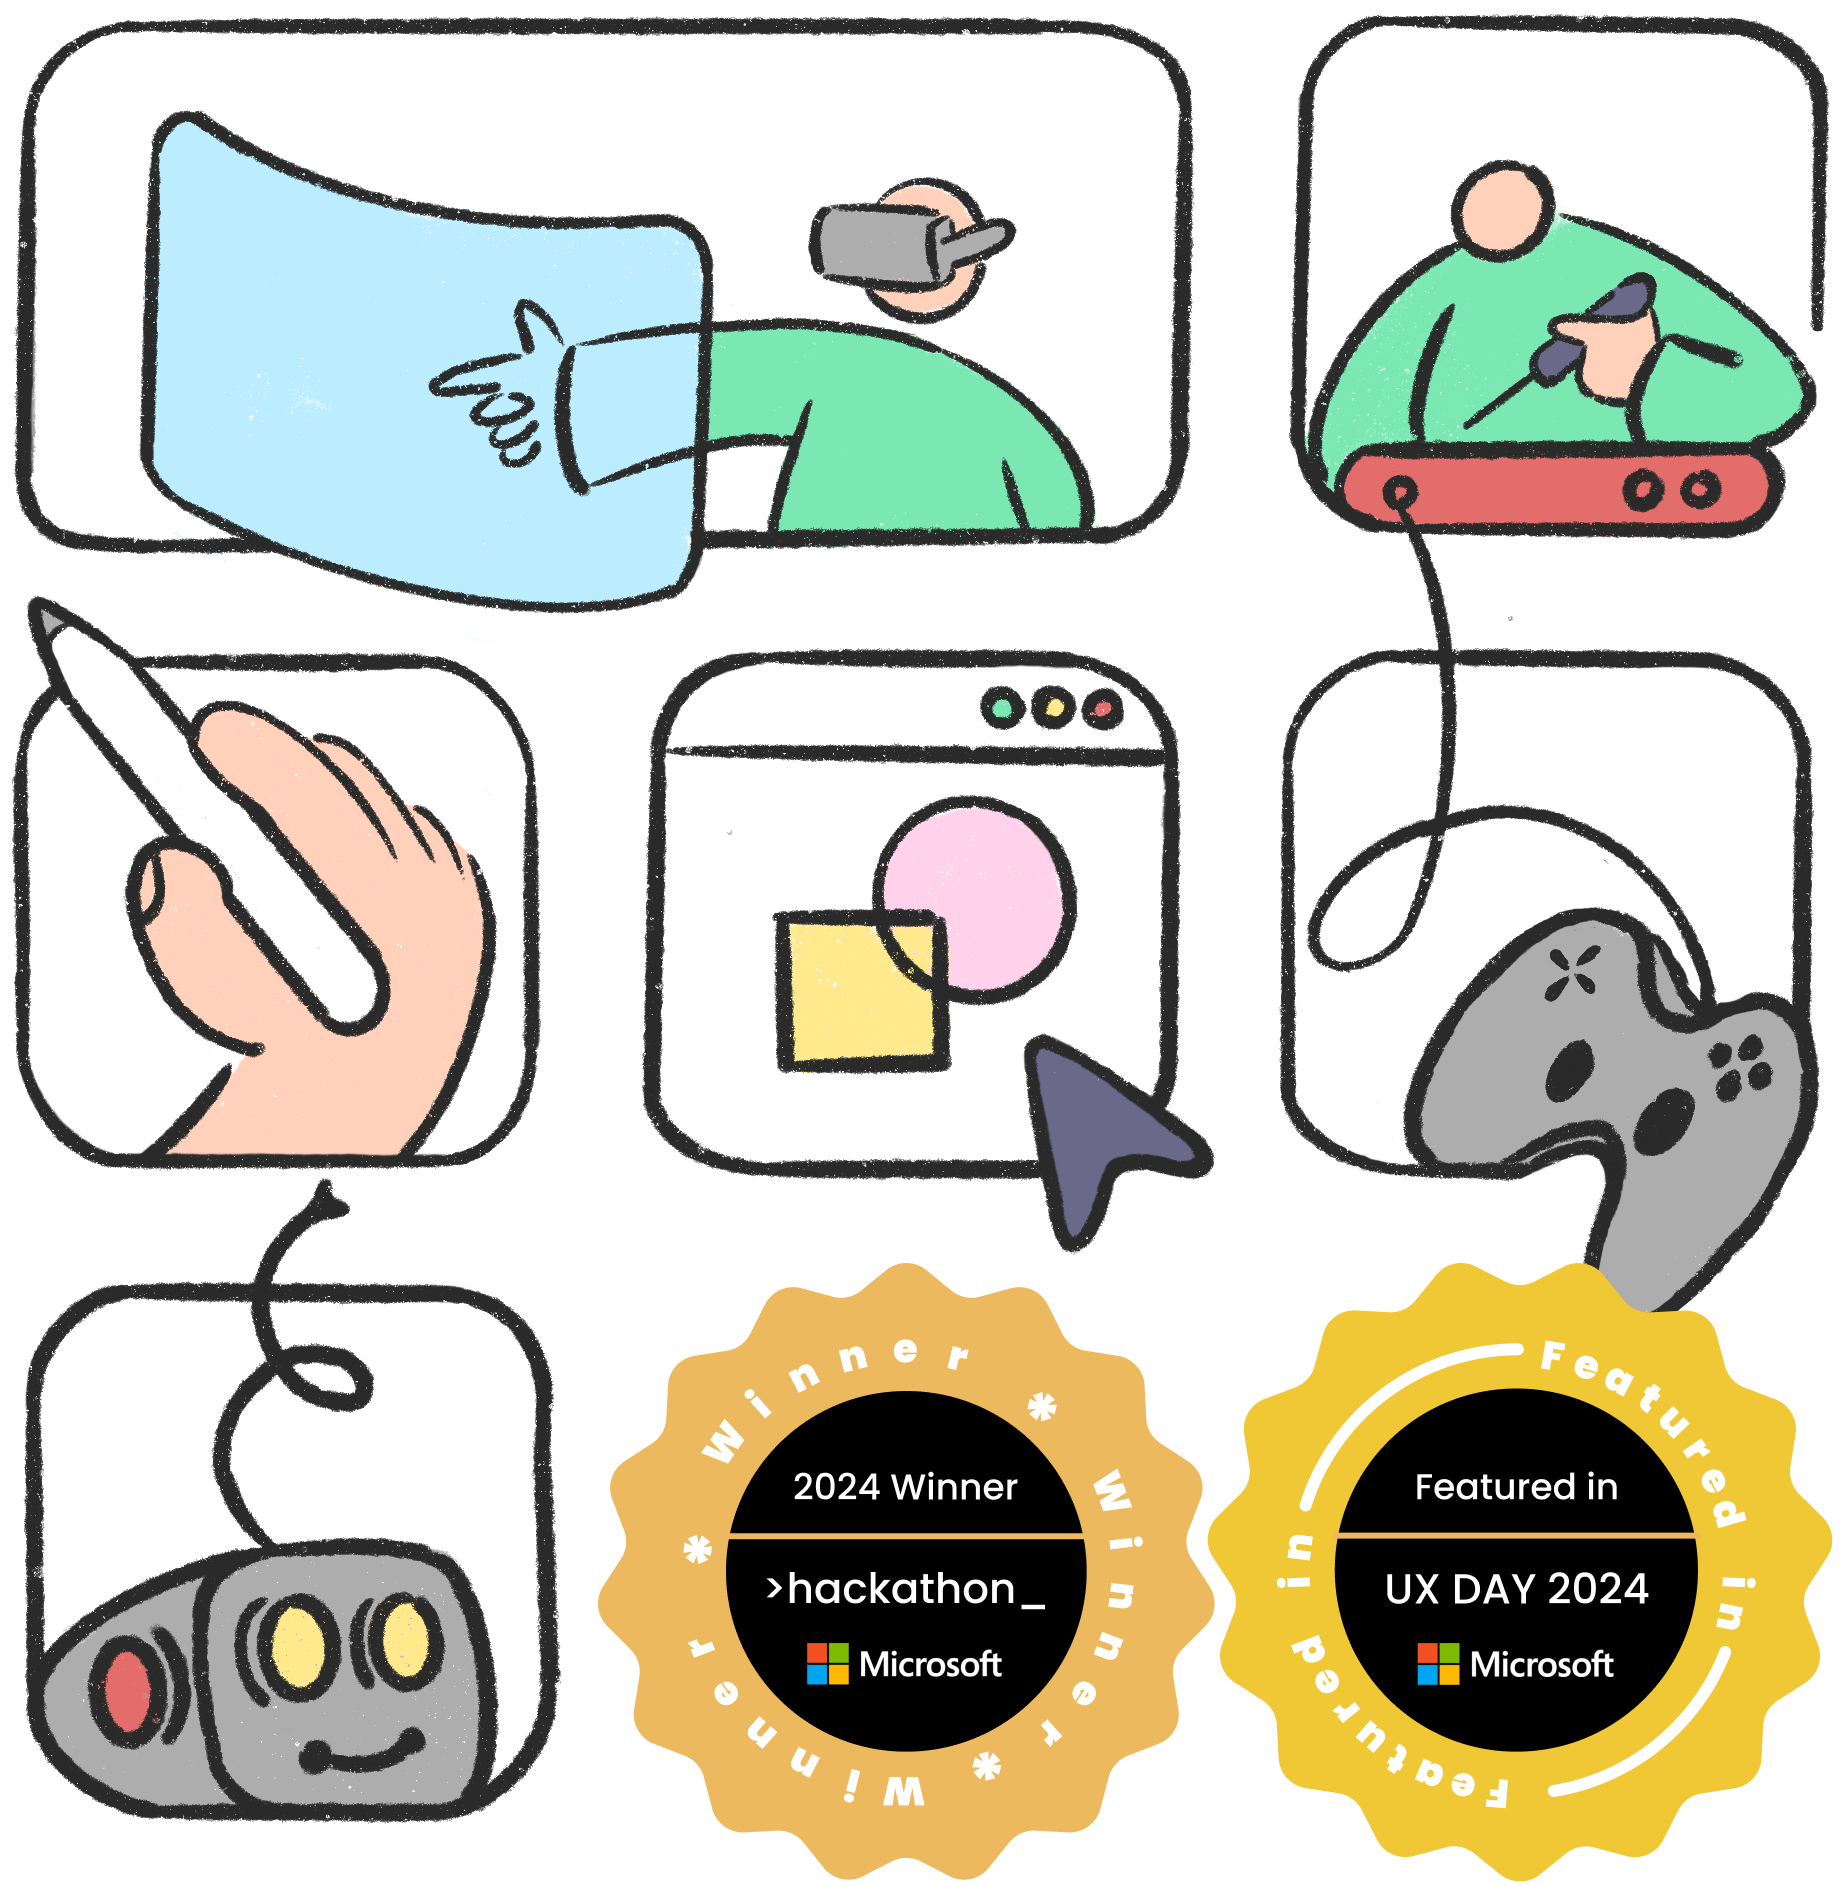 Winner * Winner * Winner *
2024 Winner
>hackathon_
Microsoft
Featured in
Featured in
Featured in
UX DAY 2024
Microsoft